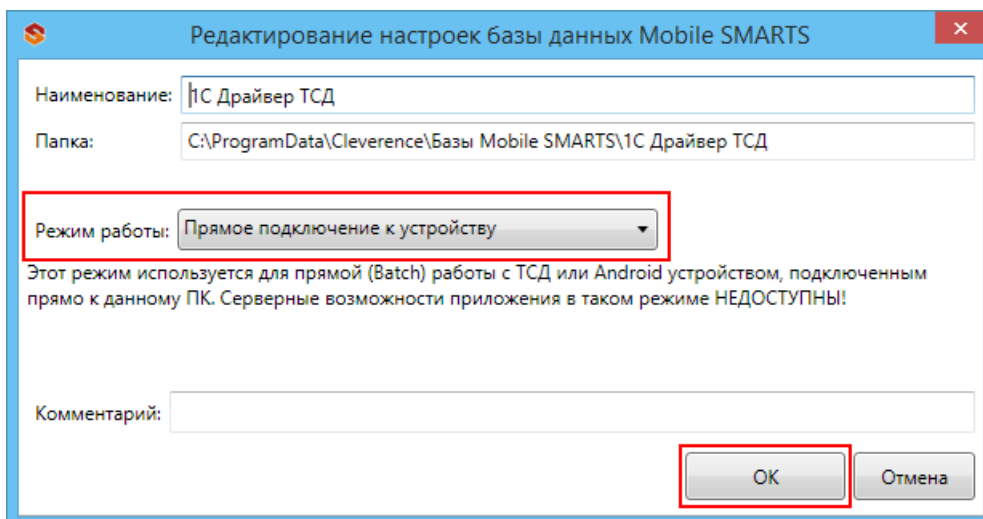 Редактирование настроек базы данных Mobile SMARTS
Наименование: 1С Драйвер ТСД
Папка: C:\ProgramData\Cleverence\Базы Mobile SMARTS\1С Драйвер ТСД
Режим работы: Прямое подключение к устройству
Этот режим используется для прямой (Batch) работы с ТСД или Android устройством, подключенным
прямо к данному ПК. Серверные возможности приложения в таком режиме НЕДОСТУПНЫ!
Комментарий:
ОК Отмена